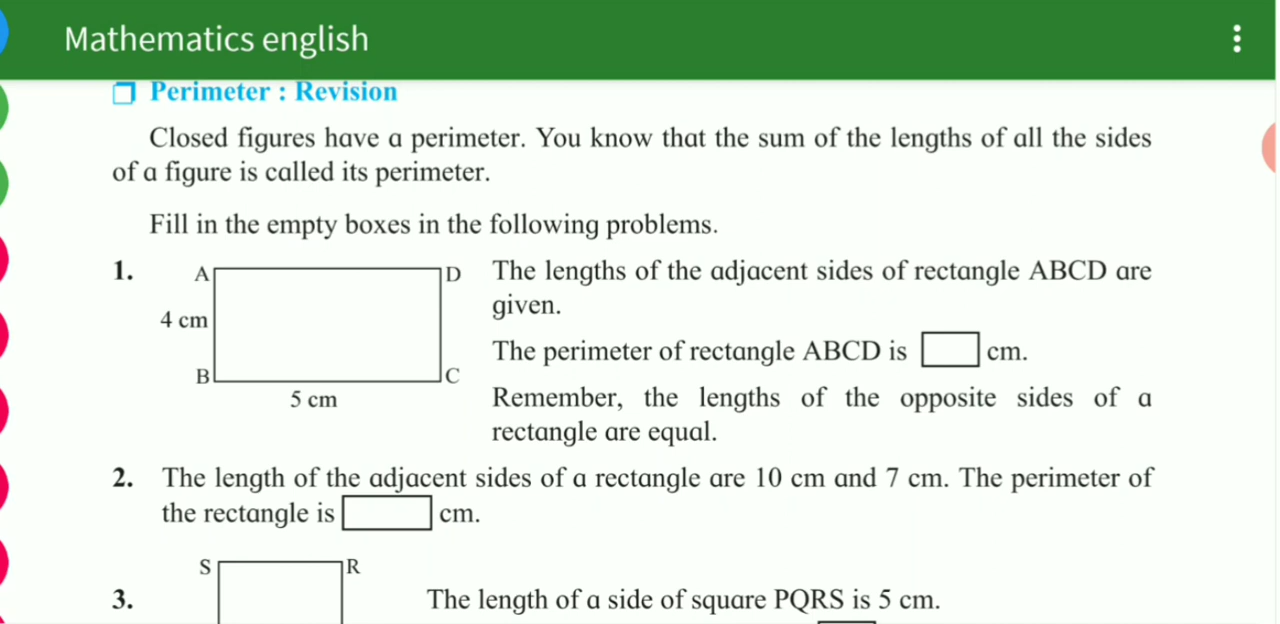 Mathematics english
Perimeter : Revision
Closed figures have a perimeter. You know that the sum of the lengths of all the sides
of a figure is called its perimeter.
Fill in the empty boxes in the following problems.
1.
A
D
4 cm
B
C
5 cm
The lengths of the adjacent sides of rectangle ABCD are
given.
The perimeter of rectangle ABCD is cm.
Remember, the lengths of the opposite sides of a
rectangle are equal.
2. The length of the adjacent sides of a rectangle are 10 cm and 7 cm. The perimeter of
the rectangle is cm.
S
R
3. The length of a side of square PQRS is 5 cm.